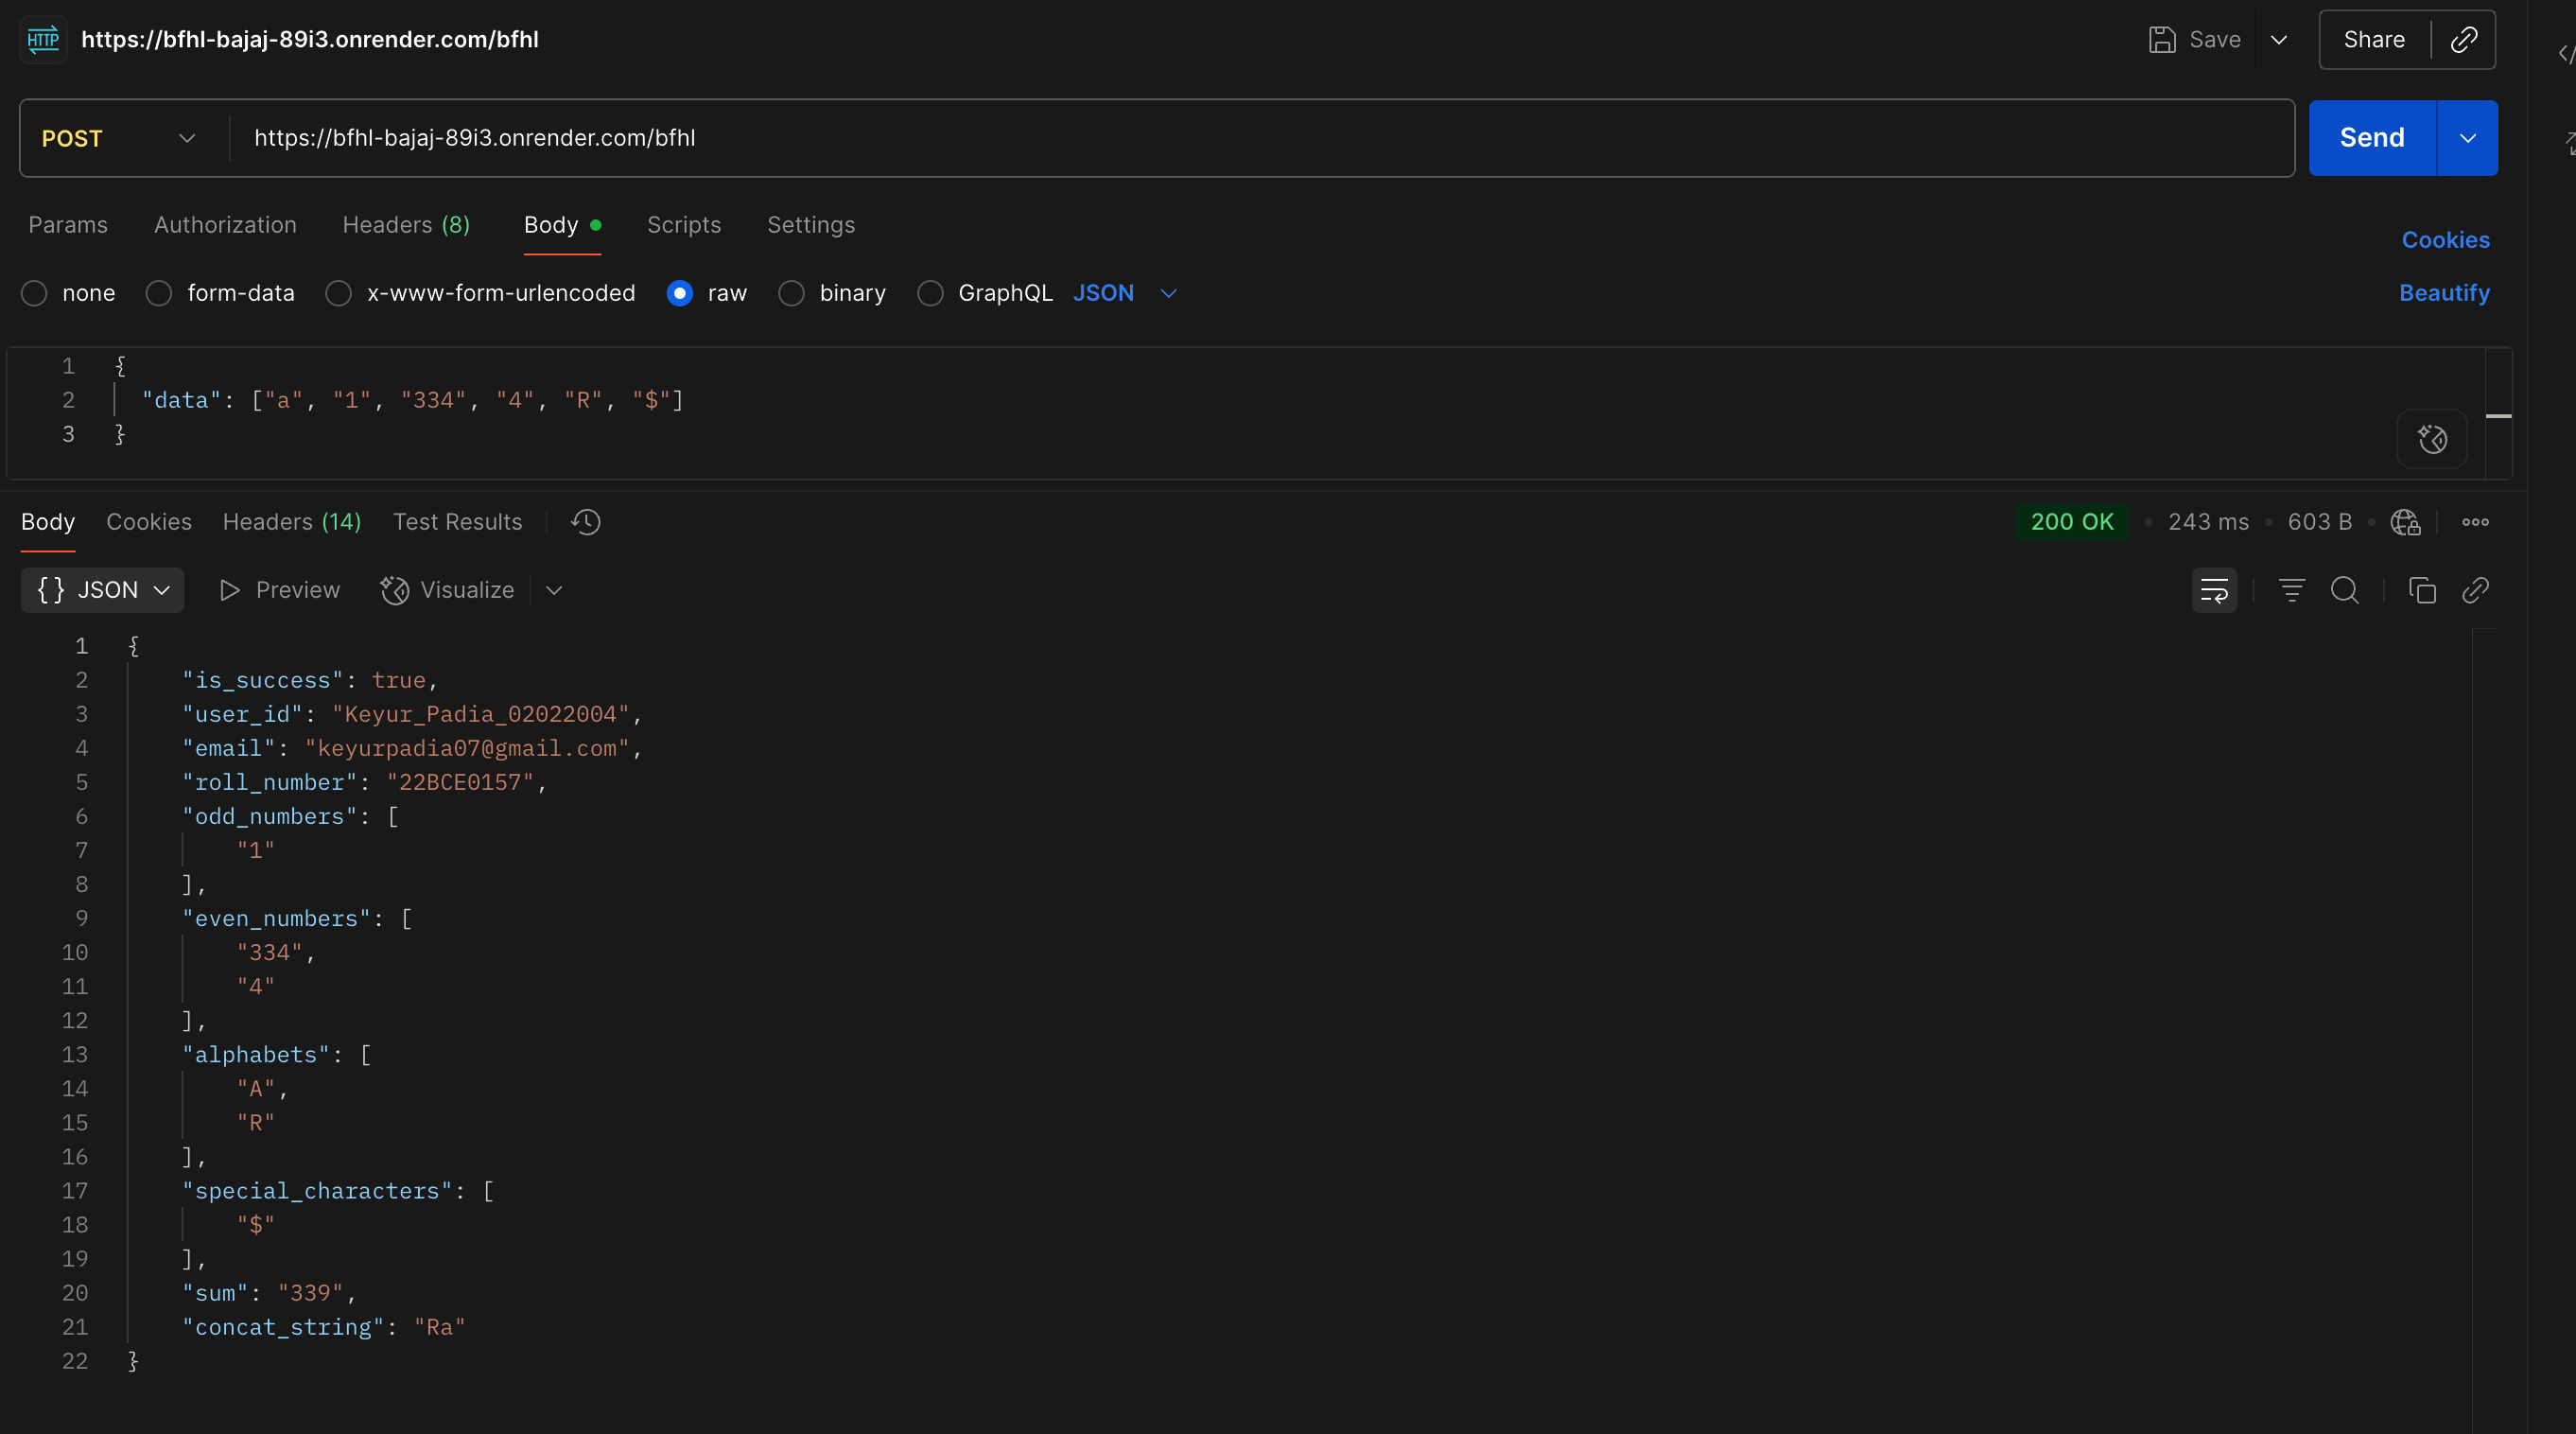 HTTP https://bfhl-bajaj-89i3.onrender.com/bfhl Save Share
POST https://bfhl-bajaj-89i3.onrender.com/bfhl Send
Params Authorization Headers (8) Body Scripts Settings Cookies
none form-data x-www-form-urlencoded raw binary GraphQL JSON Beautify
1 {
2 "data": ["a", "1", "334", "4", "R", "$"]
3 }
Body Cookies Headers (14) Test Results 200 OK • 243 ms • 603 B •
{} JSON Preview Visualize
1 {
2 "is_success": true,
3 "user_id": "Keyur_Padia_02022004",
4 "email": "keyurpadia07@gmail.com",
5 "roll_number": "22BCE0157",
6 "odd_numbers": [
7 "1"
8 ],
9 "even_numbers": [
10 "334",
11 "4"
12 ],
13 "alphabets": [
14 "A",
15 "R"
16 ],
17 "special_characters": [
18 "$"
19 ],
20 "sum": "339",
21 "concat_string": "Ra"
22 }